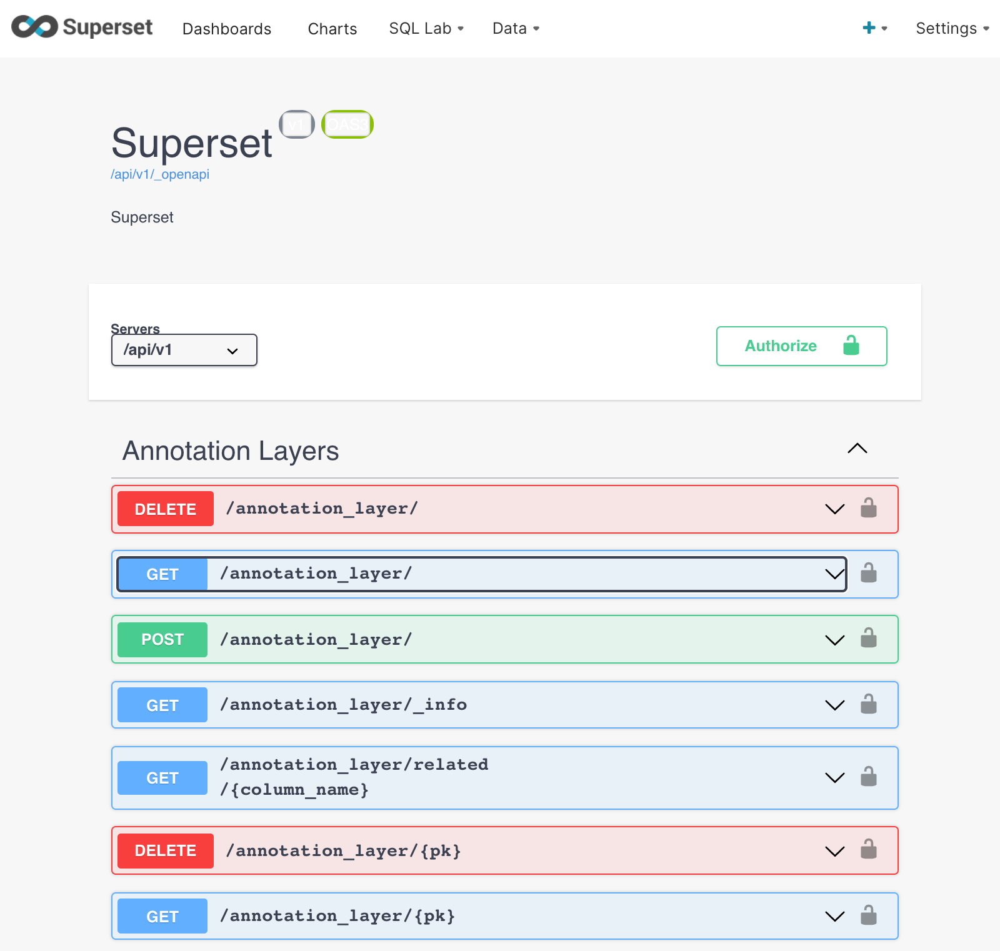 Superset
Dashboards
Charts
SQL Lab
Data
Settings
Superset
v1
OAS3
/api/v1/_openapi
Superset
Servers
/api/v1
Authorize
Annotation Layers
DELETE /annotation_layer/
GET /annotation_layer/
POST /annotation_layer/
GET /annotation_layer/_info
GET /annotation_layer/related
/{column_name}
DELETE /annotation_layer/{pk}
GET /annotation_layer/{pk}